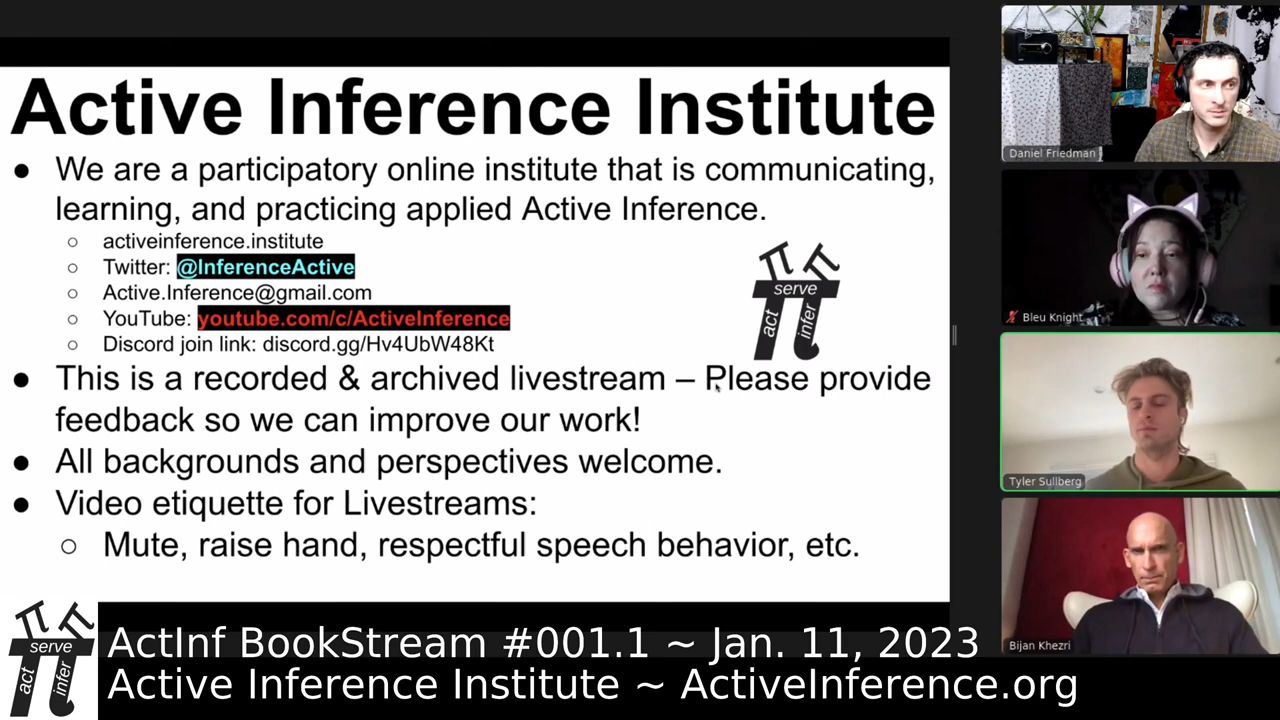 Active Inference Institute
● We are a participatory online institute that is communicating,
learning, and practicing applied Active Inference.
○ activeinference.institute
○ Twitter: @InferenceActive
○ Active.Inference@gmail.com
○ YouTube: youtube.com/c/ActiveInference
○ Discord join link: discord.gg/Hv4UbW48Kt
serve
act
infer
● This is a recorded & archived livestream – Please provide
feedback so we can improve our work!
● All backgrounds and perspectives welcome.
● Video etiquette for Livestreams:
○ Mute, raise hand, respectful speech behavior, etc.
Daniel Friedman
Bleu Knight
Tyler Sullberg
Bijan Khezri
serve
act
infer
ActInf BookStream #001.1 ~ Jan. 11, 2023
Active Inference Institute ~ ActiveInference.org